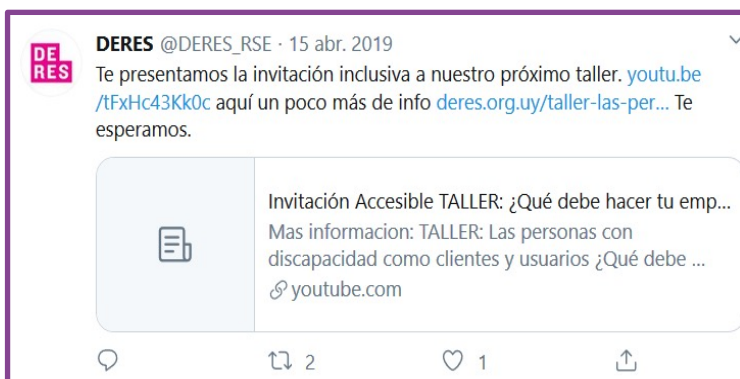 DE
RES
DERES @DERES_RSE · 15 abr. 2019
Te presentamos la invitación inclusiva a nuestro próximo taller. youtu.be
/tFxHc43Kk0c aquí un poco más de info deres.org.uy/taller-las-per... Te
esperamos.
Invitación Accesible TALLER: ¿Qué debe hacer tu emp...
Mas informacion: TALLER: Las personas con
discapacidad como clientes y usuarios ¿Qué debe ...
youtube.com
2 1